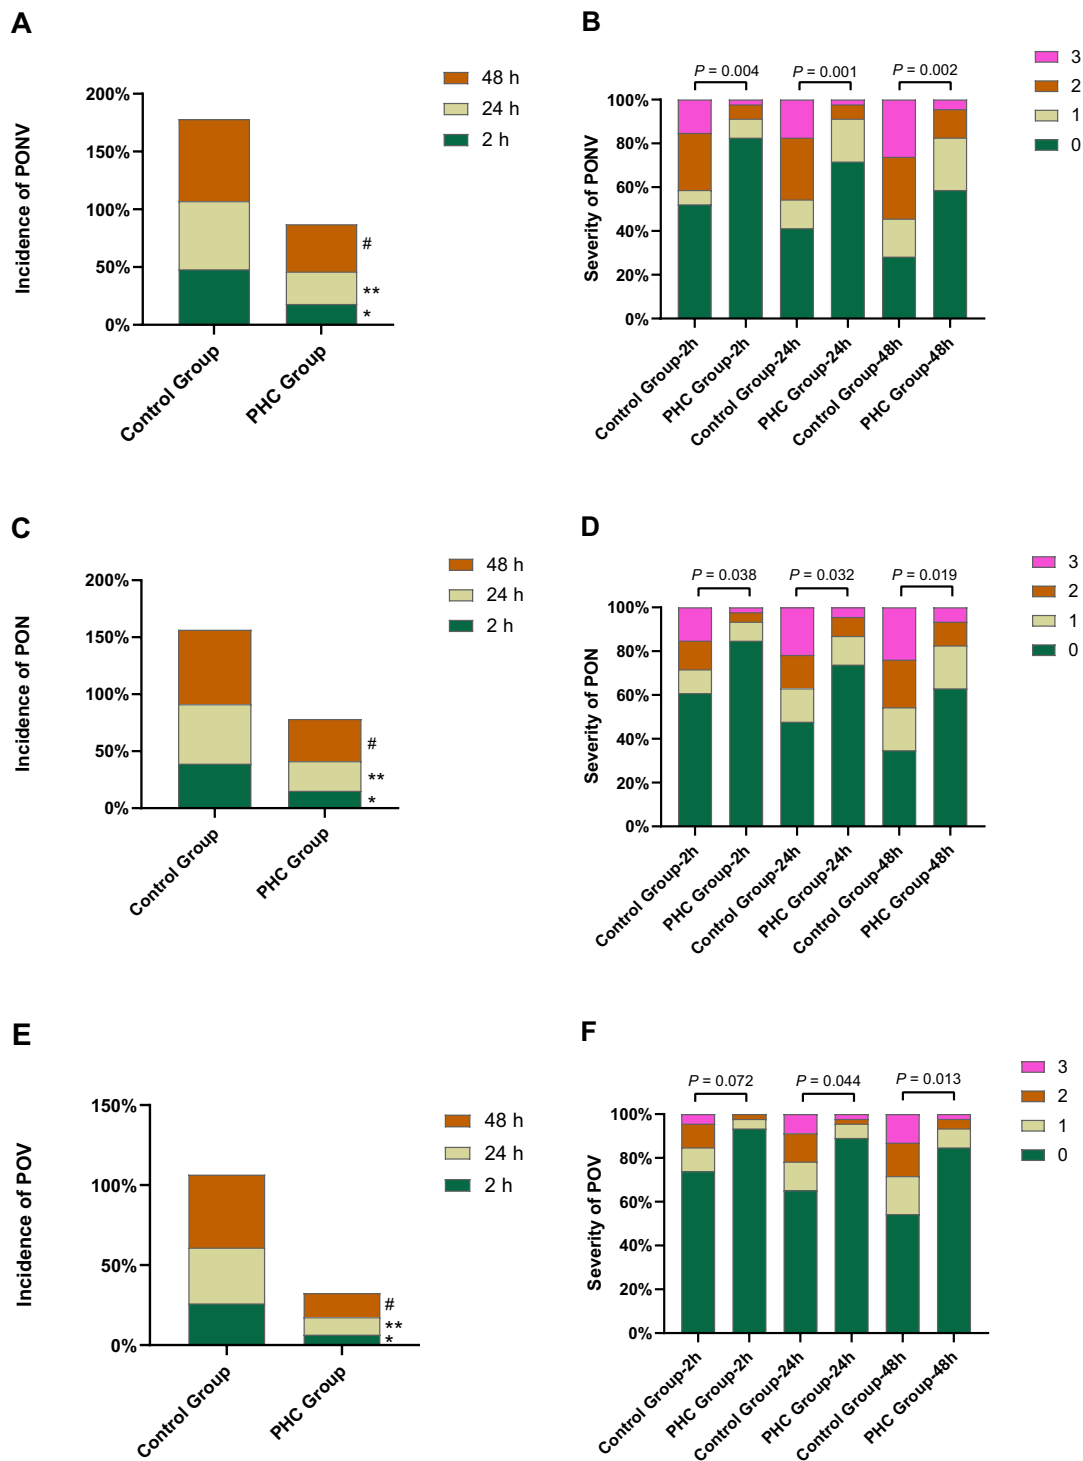 A
Incidence of PONV
200%
150%
100%
50%
0%
48 h
24 h
2 h
#
**
*
Control Group
PHC Group
B
Severity of PONV
100%
80%
60%
40%
20%
0%
P = 0.004
P = 0.001
P = 0.002
3
2
1
0
Control Group-2h
PHC Group-2h
Control Group-24h
PHC Group-24h
Control Group-48h
PHC Group-48h
C
Incidence of PON
200%
150%
100%
50%
0%
48 h
24 h
2 h
#
**
*
Control Group
PHC Group
D
Severity of PON
100%
80%
60%
40%
20%
0%
P = 0.038
P = 0.032
P = 0.019
3
2
1
0
Control Group-2h
PHC Group-2h
Control Group-24h
PHC Group-24h
Control Group-48h
PHC Group-48h
E
Incidence of POV
150%
100%
50%
0%
48 h
24 h
2 h
#
**
*
Control Group
PHC Group
F
Severity of POV
100%
80%
60%
40%
20%
0%
P = 0.072
P = 0.044
P = 0.013
3
2
1
0
Control Group-2h
PHC Group-2h
Control Group-24h
PHC Group-24h
Control Group-48h
PHC Group-48h